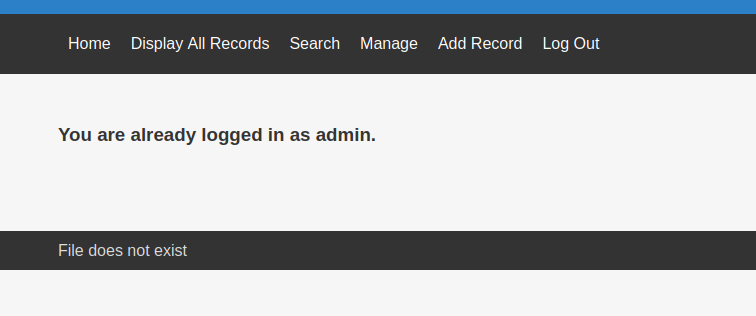 Home Display All Records Search Manage Add Record Log Out
You are already logged in as admin.
File does not exist